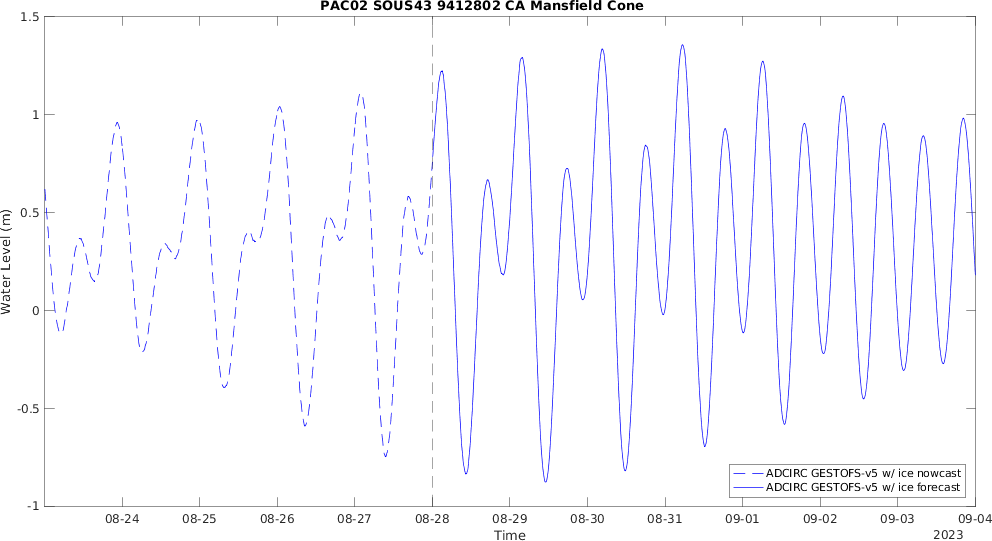 PAC02 SOUS43 9412802 CA Mansfield Cone
1.5
1
0.5
0
-0.5
-1
Water Level (m)
ADCIRC GESTOFS-v5 w/ ice nowcast
ADCIRC GESTOFS-v5 w/ ice forecast
08-24 08-25 08-26 08-27 08-28 08-29 08-30 08-31 09-01 09-02 09-03 09-04
Time
2023